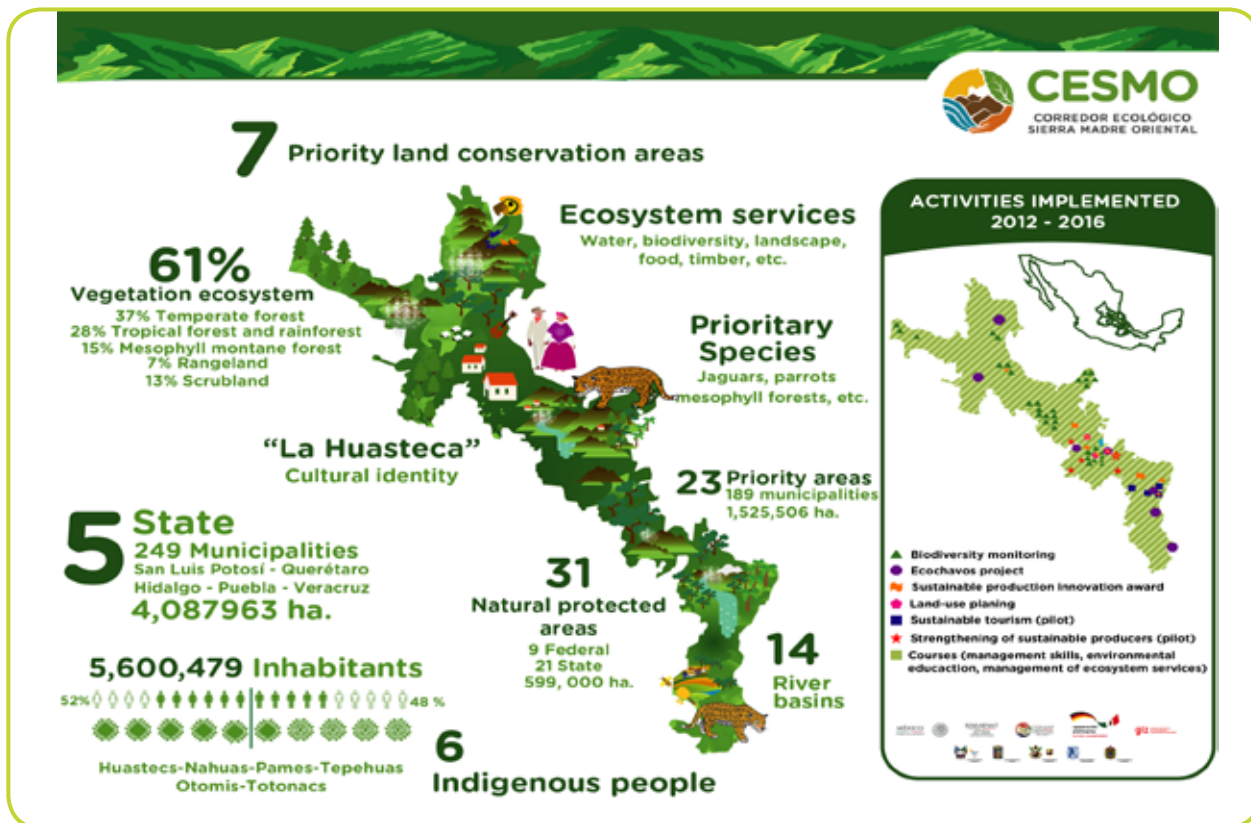 CESMO
CORREDOR ECOLÓGICO
SIERRA MADRE ORIENTAL
7 Priority land conservation areas
Ecosystem services
Water, biodiversity, landscape,
food, timber, etc.
61%
Vegetation ecosystem
37% Temperate forest
28% Tropical forest and rainforest
15% Mesophyll montane forest
7% Rangeland
13% Scrubland
Prioritary
Species
Jaguars, parrots
mesophyll forests, etc.
“La Huasteca”
Cultural identity
23 Priority areas
189 municipalities
1,525,506 ha.
5 State
249 Municipalities
San Luis Potosí - Querétaro
Hidalgo - Puebla - Veracruz
4,087963 ha.
31
Natural protected
areas
9 Federal
21 State
599, 000 ha.
14
River
basins
5,600,479 Inhabitants
52% 48 %
6
Indigenous people
Huastecs-Nahuas-Pames-Tepehuas
Otomis-Totonacs
ACTIVITIES IMPLEMENTED
2012 - 2016
Biodiversity monitoring
Ecochavos project
Sustainable production innovation award
Land-use planing
Sustainable tourism (pilot)
Strengthening of sustainable producers (pilot)
Courses (management skills, environmental
educaction, management of ecosystem services)
MÉXICO
giz